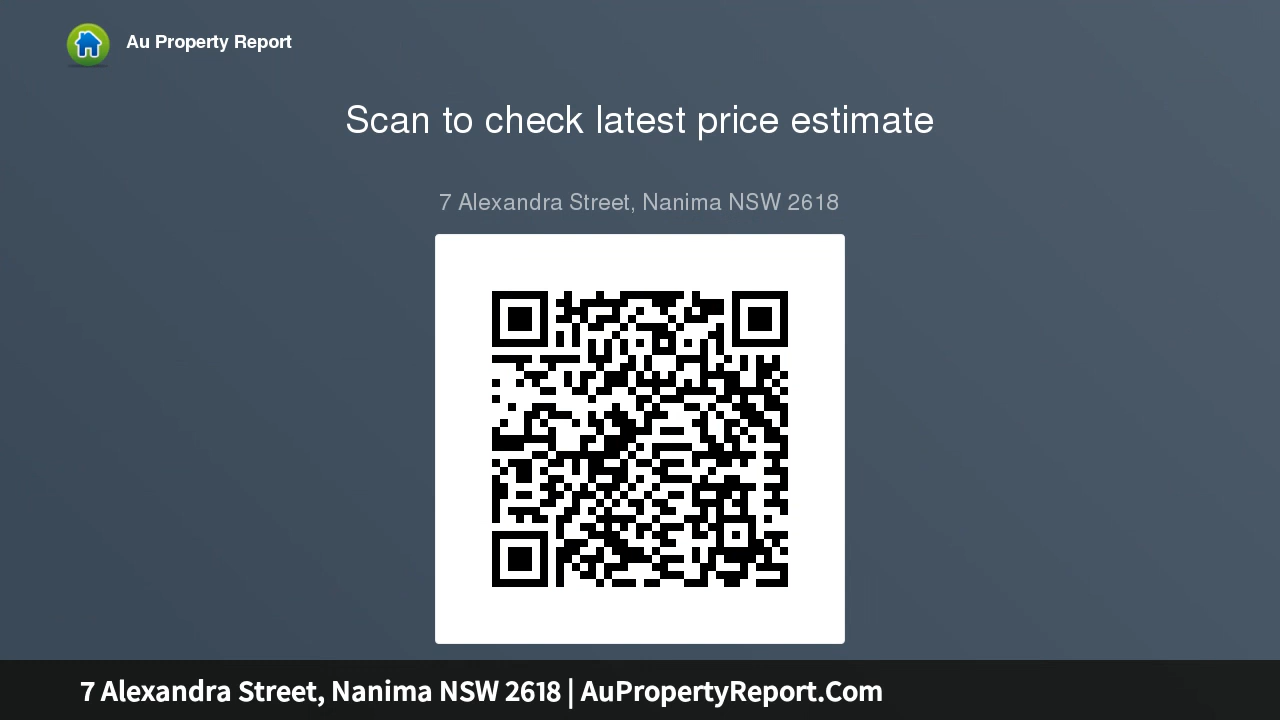 Au Property Report
Scan to check latest price estimate
7 Alexandra Street, Nanima NSW 2618
7 Alexandra Street, Nanima NSW 2618 | AuPropertyReport.Com